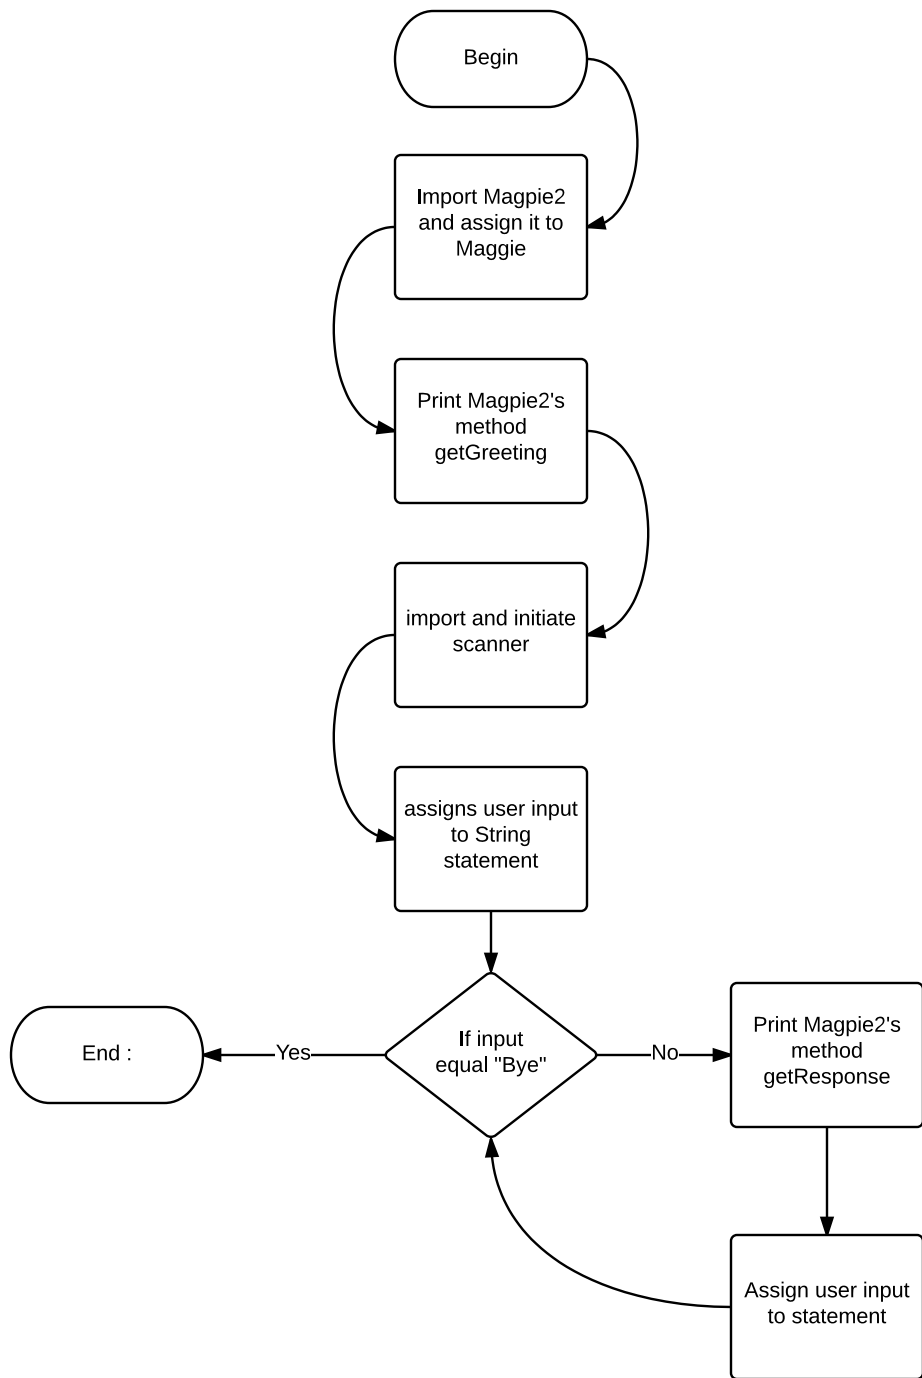 Begin
Import Magpie2
and assign it to
Maggie
Print Magpie2's
method
getGreeting
import and initiate
scanner
assigns user input
to String
statement
If input
equal "Bye"
Yes
End :
No
Print Magpie2's
method
getResponse
Assign user input
to statement